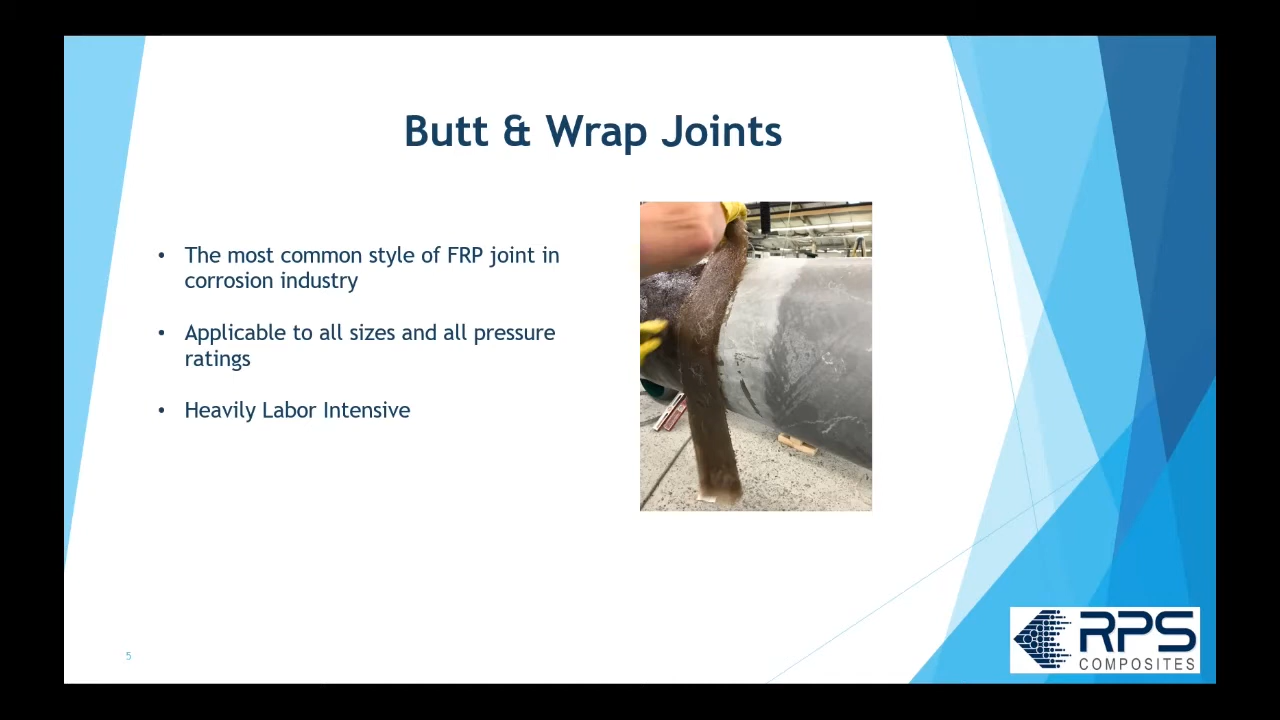 Butt & Wrap Joints
• The most common style of FRP joint in
corrosion industry
• Applicable to all sizes and all pressure
ratings
• Heavily Labor Intensive
5
RPS
COMPOSITES